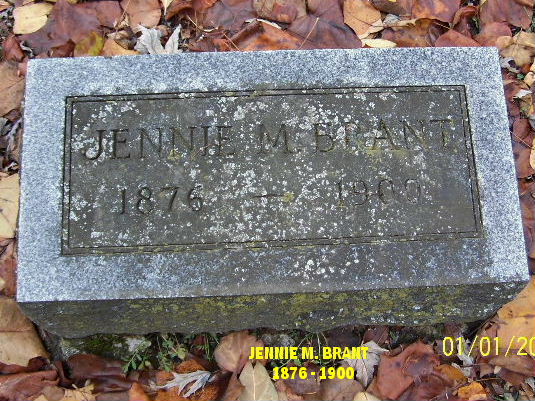 JENNIE M. BRANT
1876 — 1900
JENNIE M. BRANT
1876 - 1900
01/01/20